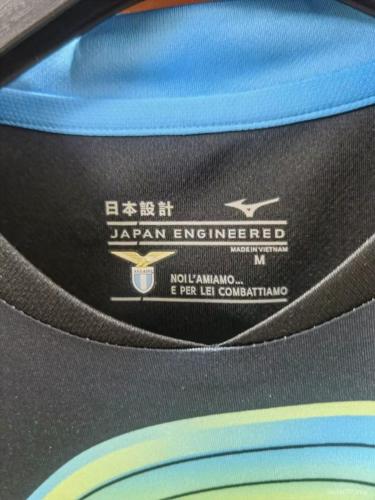 日本設計
JAPAN ENGINEERED
MADE IN VIETNAM
M
NOI L'AMIAMO...
E PER LEI COMBATTIAMO